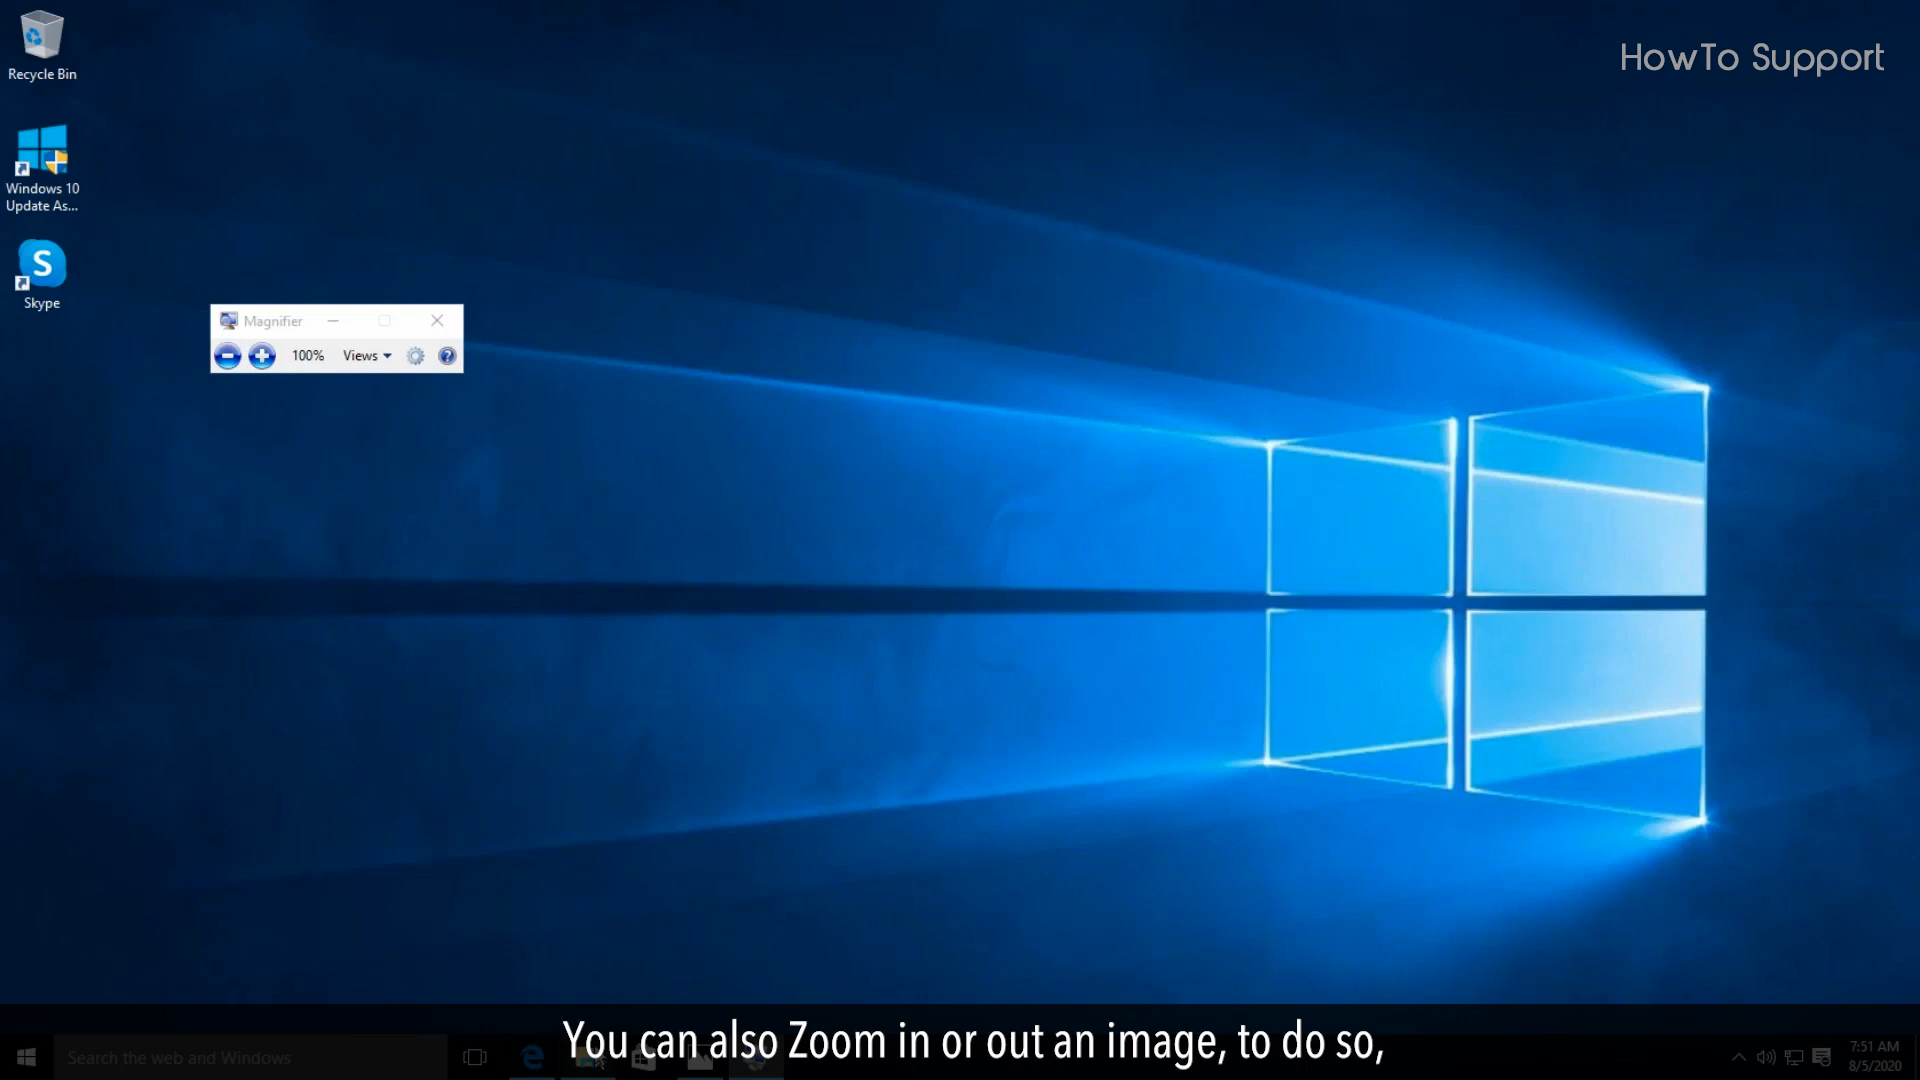 Recycle Bin
HowTo Support
Windows 10
Update As...
S
Skype
Magnifier
100% Views
?
You can also Zoom in or out an image, to do so,
Search the web and Windows
7:51 AM
8/5/2020